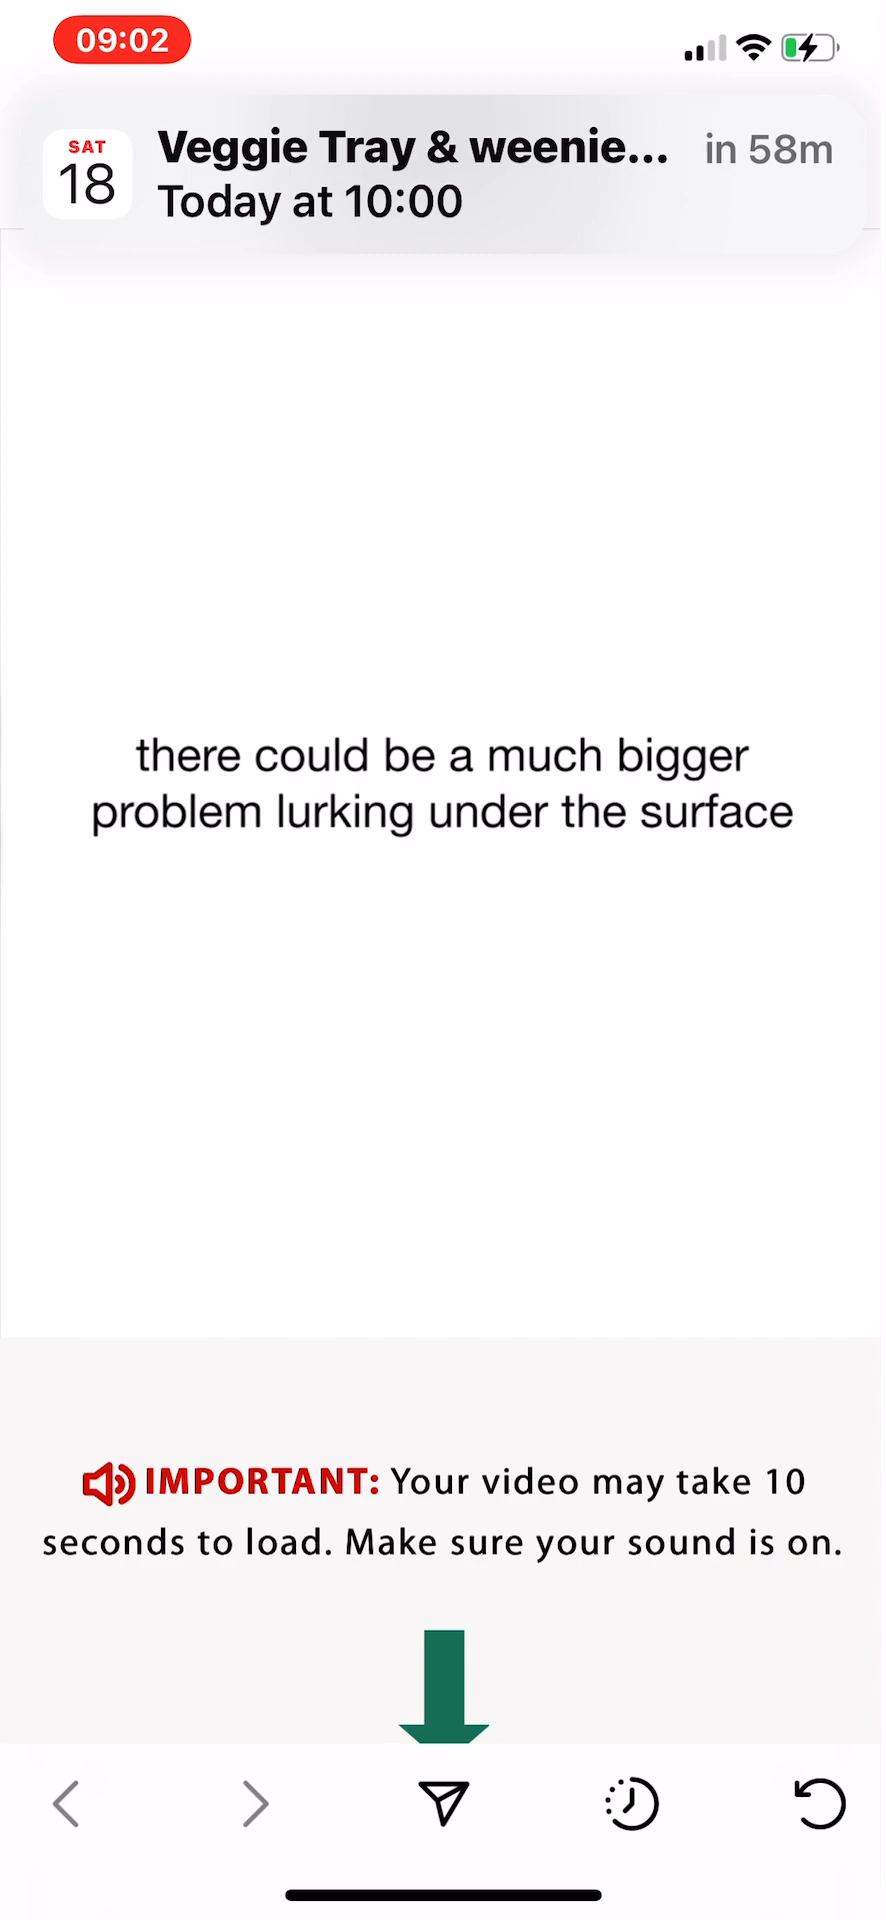 09:02
SAT
18
Veggie Tray & weenie...
in 58m
Today at 10:00
there could be a much bigger
problem lurking under the surface
IMPORTANT: Your video may take 10
seconds to load. Make sure your sound is on.